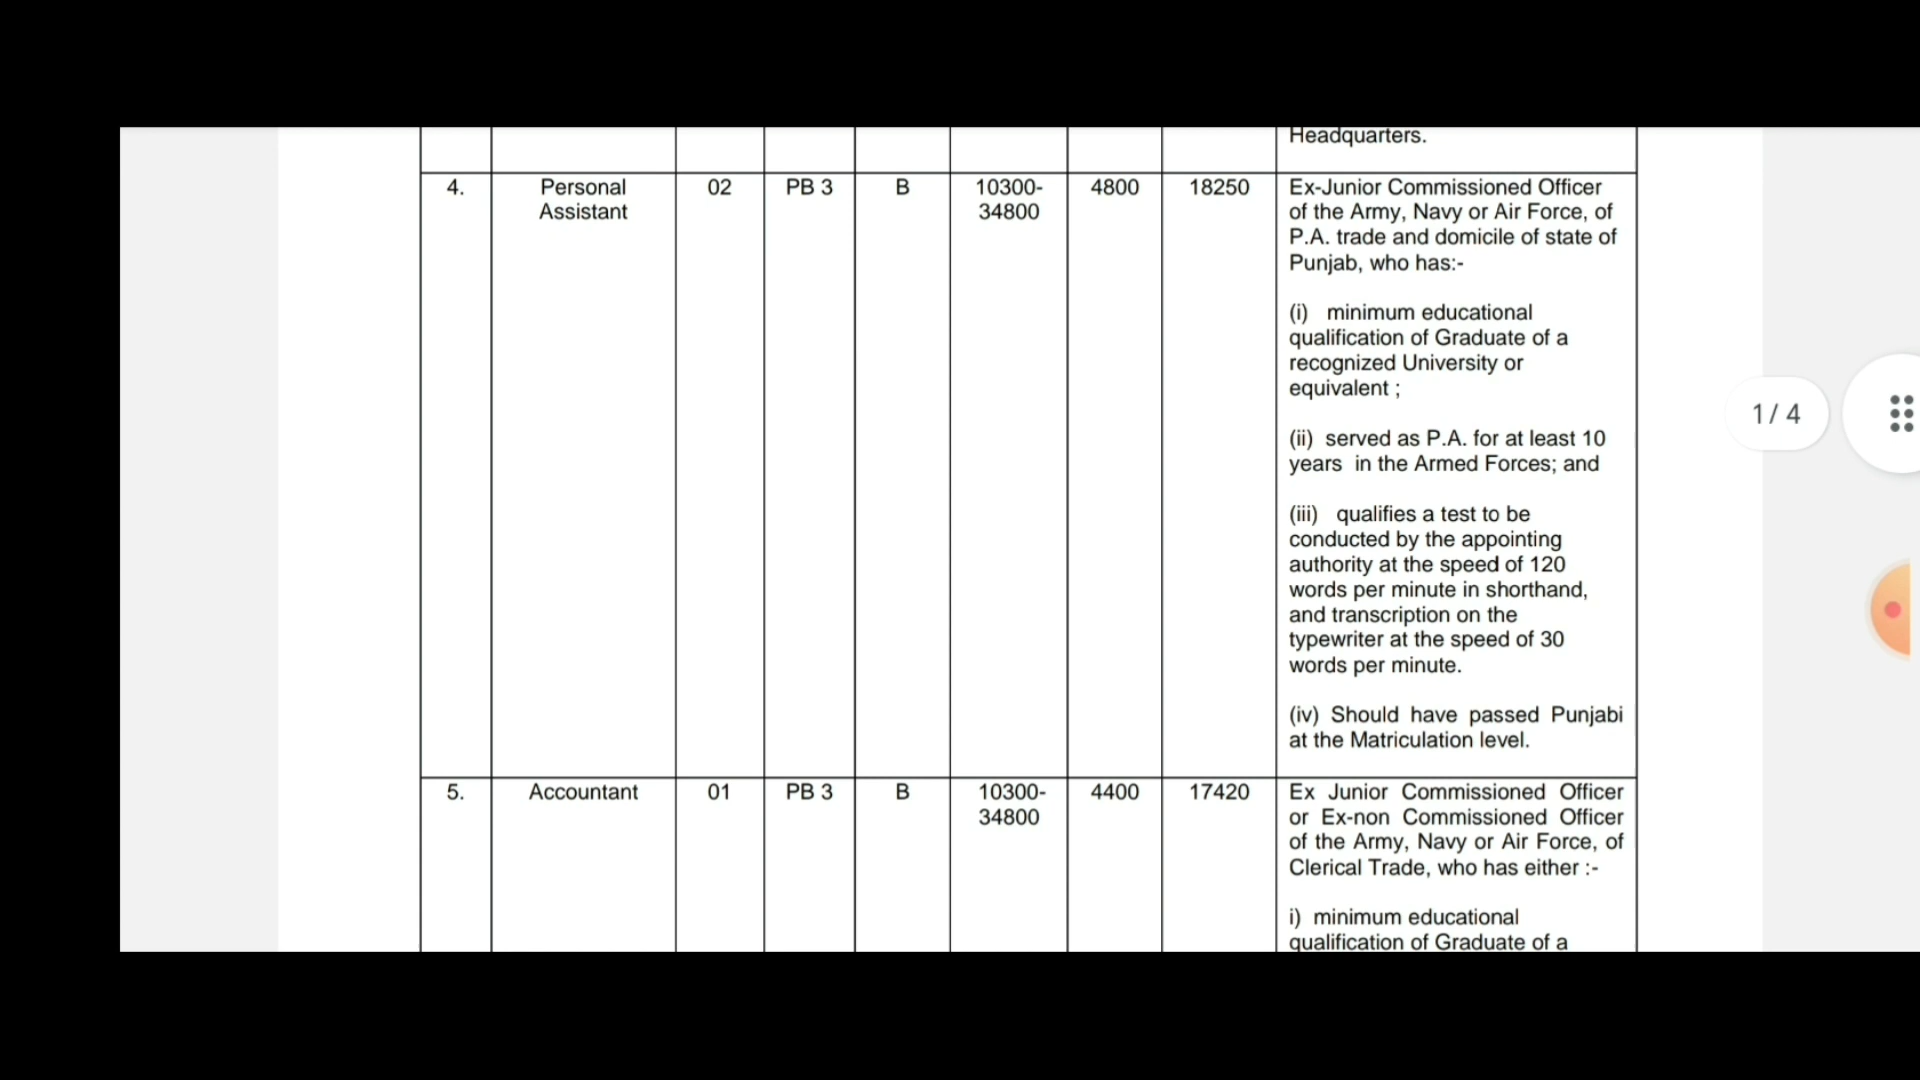 Headquarters.
4. Personal 02 PB 3 B 10300- 4800 18250 Ex-Junior Commissioned Officer
Assistant 34800 of the Army, Navy or Air Force, of
P.A. trade and domicile of state of
Punjab, who has:-
(i) minimum educational
qualification of Graduate of a
recognized University or
equivalent ;
(ii) served as P.A. for at least 10
years in the Armed Forces; and
(iii) qualifies a test to be
conducted by the appointing
authority at the speed of 120
words per minute in shorthand,
and transcription on the
typewriter at the speed of 30
words per minute.
(iv) Should have passed Punjabi
at the Matriculation level.
5. Accountant 01 PB 3 B 10300- 4400 17420 Ex Junior Commissioned Officer
34800 or Ex-non Commissioned Officer
of the Army, Navy or Air Force, of
Clerical Trade, who has either :-
i) minimum educational
qualification of Graduate of a
1 / 4